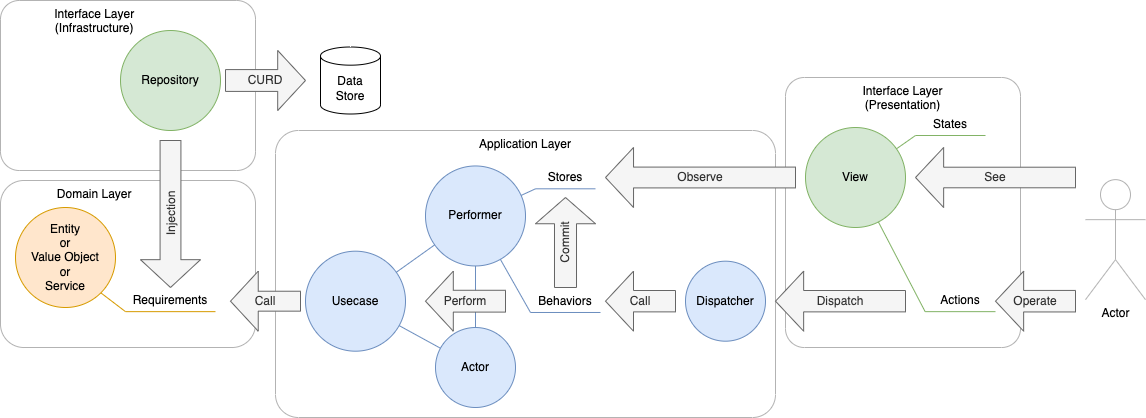 Interface Layer
(Infrastructure)
Repository
CURD
Data
Store
Injection
Domain Layer
Entity
or
Value Object
or
Service
Requirements
Application Layer
Performer
Stores
Commit
Behaviors
Usecase
Call
Perform
Actor
Call
Dispatcher
Observe
Dispatch
Interface Layer
(Presentation)
States
View
Actions
See
Operate
Actor